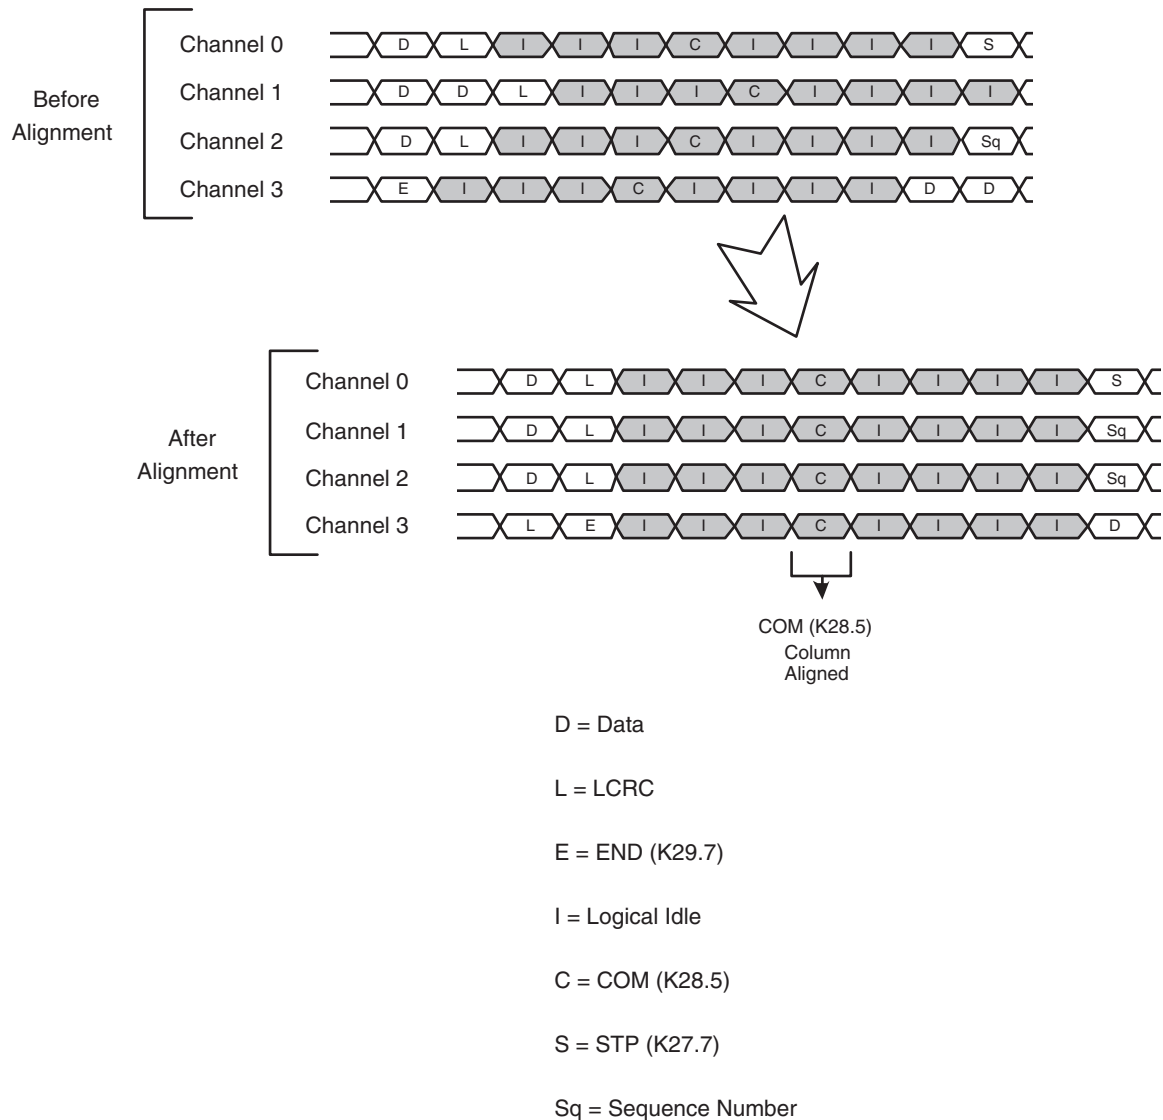 Before
Alignment
Channel 0 D L I I I C I I I I S
Channel 1 D D L I I I C I I I I
Channel 2 D L I I I C I I I I Sq
Channel 3 E I I I C I I I I D D
After
Alignment
Channel 0 D L I I I C I I I I S
Channel 1 D L I I I C I I I I Sq
Channel 2 D L I I I C I I I I Sq
Channel 3 L E I I I C I I I I D
COM (K28.5)
Column
Aligned
D = Data
L = LCRC
E = END (K29.7)
I = Logical Idle
C = COM (K28.5)
S = STP (K27.7)
Sq = Sequence Number